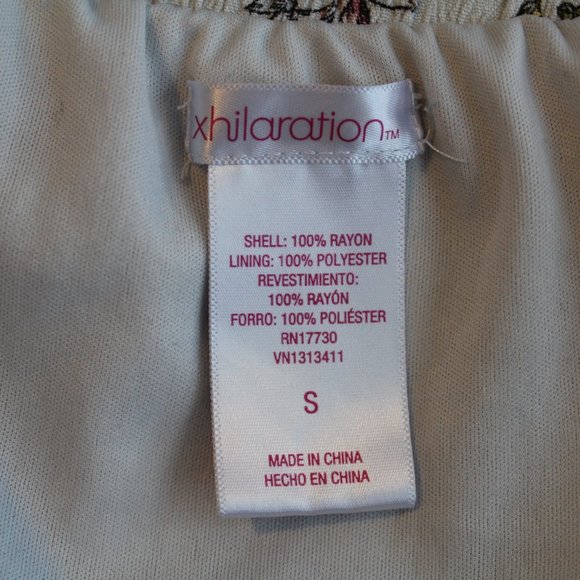 xhilaration™
SHELL: 100% RAYON
LINING: 100% POLYESTER
REVESTIMIENTO:
100% RAYÓN
FORRO: 100% POLIÉSTER
RN17730
VN1313411
S
MADE IN CHINA
HECHO EN CHINA